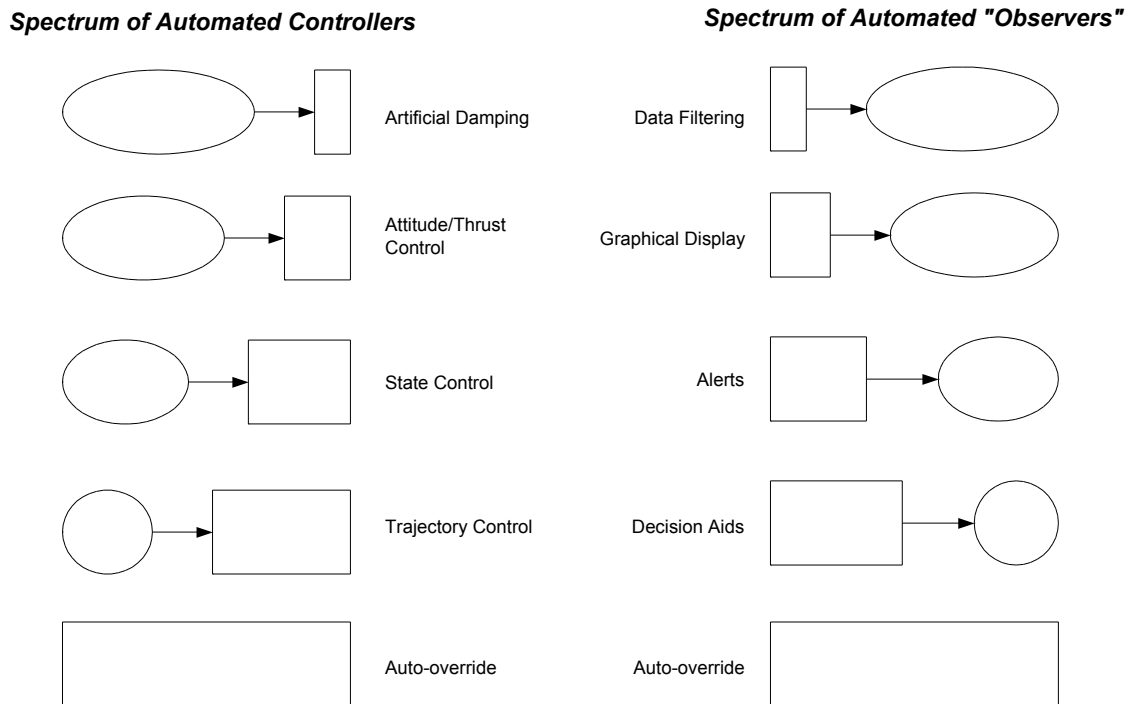 Spectrum of Automated Controllers
Spectrum of Automated "Observers"
Artificial Damping
Data Filtering
Attitude/Thrust
Control
Graphical Display
State Control
Alerts
Trajectory Control
Decision Aids
Auto-override
Auto-override